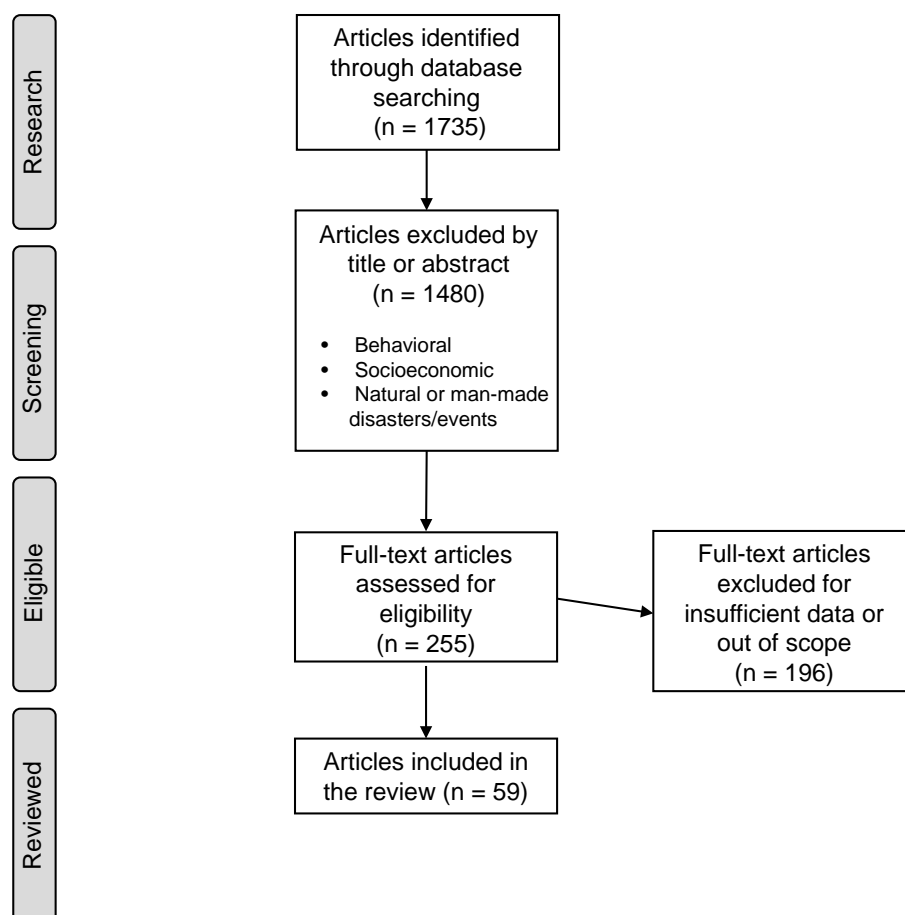 Research
Articles identified
through database
searching
(n = 1735)
Screening
Articles excluded by
title or abstract
(n = 1480)
• Behavioral
• Socioeconomic
• Natural or man-made
disasters/events
Eligible
Full-text articles
assessed for
eligibility
(n = 255)
Full-text articles
excluded for
insufficient data or
out of scope
(n = 196)
Reviewed
Articles included in
the review (n = 59)